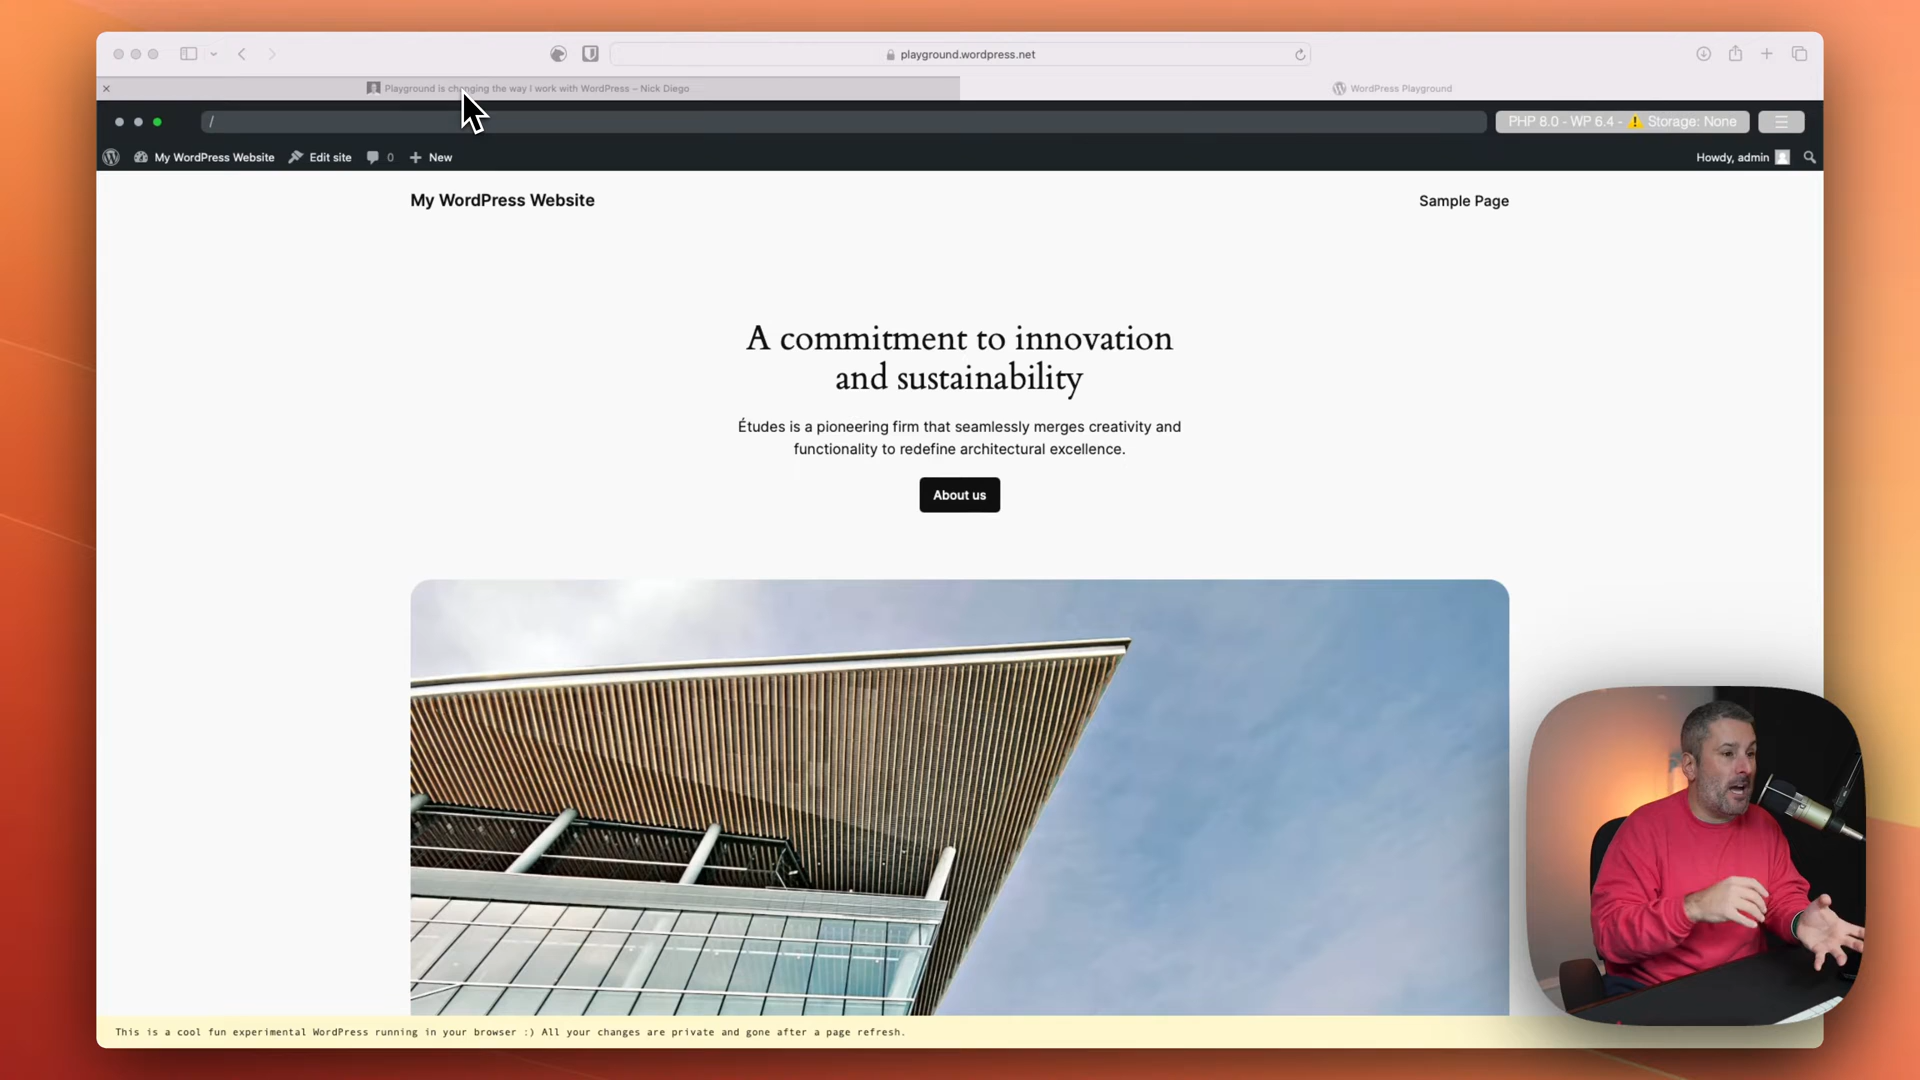 playground.wordpress.net
Playground is changing the way I work with WordPress – Nick Diego
WordPress Playground
/
PHP 8.0 - WP 6.4 - ⚠️ Storage: None
My WordPress Website
Edit site
0
New
Howdy, admin
My WordPress Website
Sample Page
A commitment to innovation
and sustainability
Études is a pioneering firm that seamlessly merges creativity and
functionality to redefine architectural excellence.
About us
This is a cool fun experimental WordPress running in your browser :) All your changes are private and gone after a page refresh.